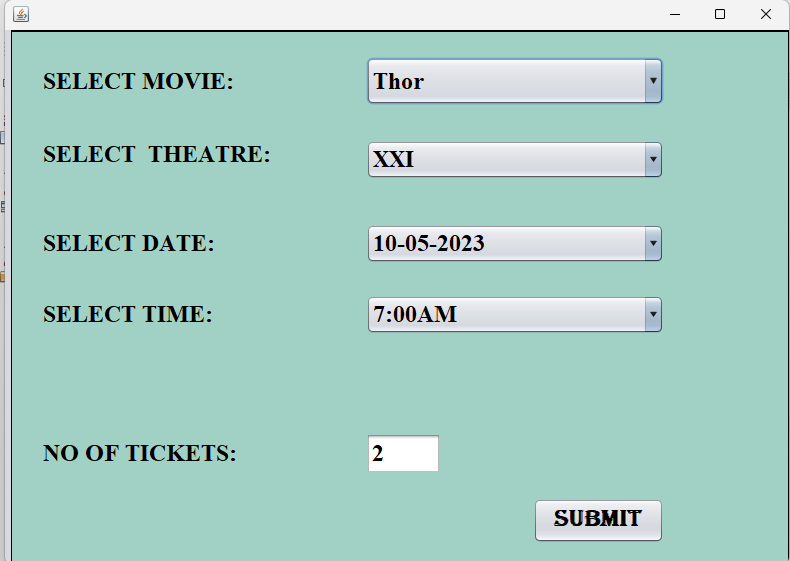 SELECT MOVIE: Thor
SELECT THEATRE: XXI
SELECT DATE: 10-05-2023
SELECT TIME: 7:00AM
NO OF TICKETS: 2
SUBMIT